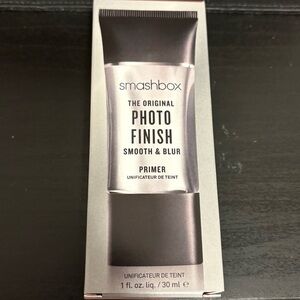 smashbox
THE ORIGINAL
PHOTO
FINISH
SMOOTH & BLUR
PRIMER
UNIFICATEUR DE TEINT
UNIFICATEUR DE TEINT
1 fl. oz. liq. / 30 ml e